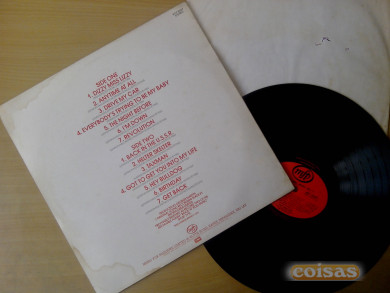 SIDE ONE
1. DIZZY MISS LIZZY
2. ANYTIME AT ALL
3. DRIVE MY CAR
4. EVERYBODY'S TRYING TO BE MY BABY
5. THE NIGHT BEFORE
6. I'M DOWN
7. REVOLUTION
SIDE TWO
1. BACK IN THE U.S.S.R.
2. HELTER SKELTER
3. TAXMAN
4. GOT TO GET YOU INTO MY LIFE
5. HEY BULLDOG
6. BIRTHDAY
7. GET BACK
mfp
mfp
coisas